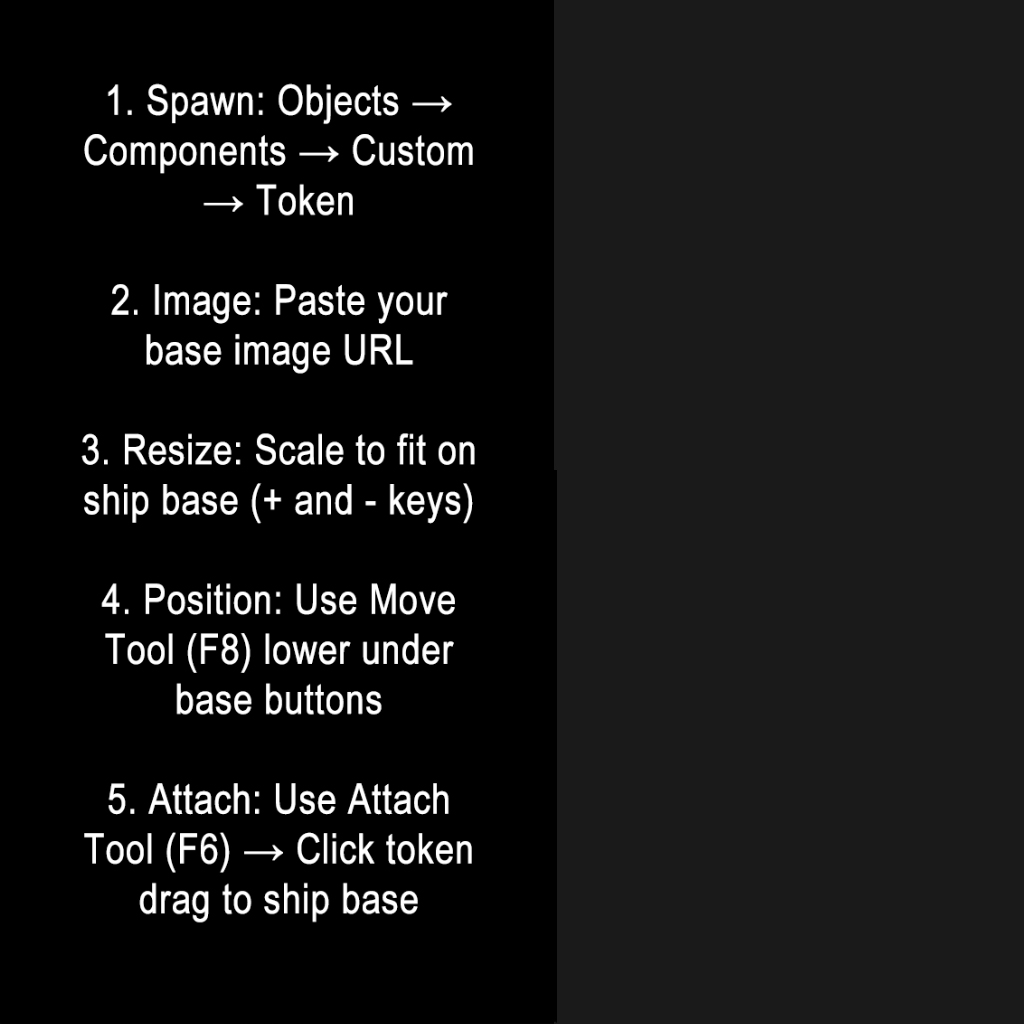 1. Spawn: Objects →
Components → Custom
→ Token
2. Image: Paste your
base image URL
3. Resize: Scale to fit on
ship base (+ and - keys)
4. Position: Use Move
Tool (F8) lower under
base buttons
5. Attach: Use Attach
Tool (F6) → Click token
drag to ship base